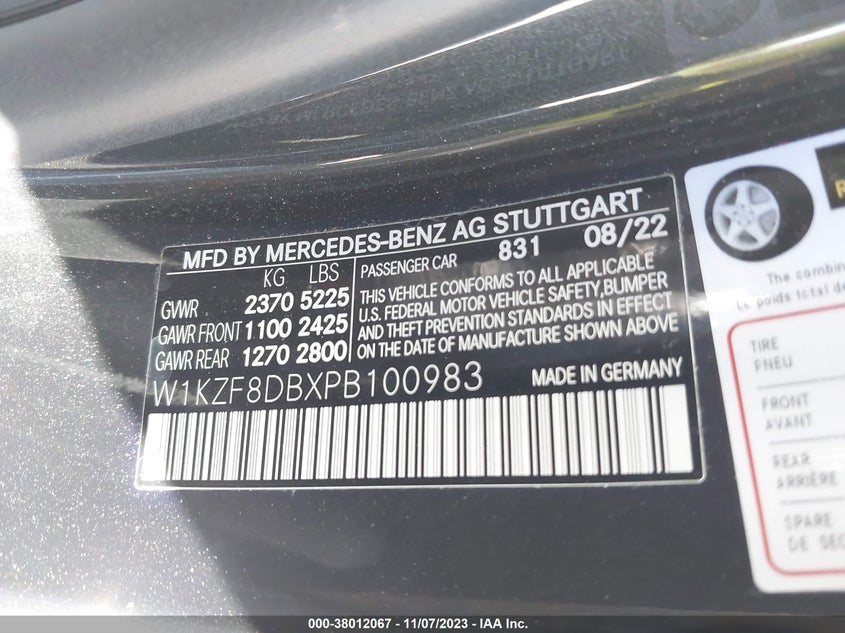 MFD BY MERCEDES-BENZ AG STUTTGART
KG LBS
GVWR 2370 5225
GAWR FRONT 1100 2425
GAWR REAR 1270 2800
PASSENGER CAR 831 08/22
THIS VEHICLE CONFORMS TO ALL APPLICABLE
U.S. FEDERAL MOTOR VEHICLE SAFETY, BUMPER
AND THEFT PREVENTION STANDARDS IN EFFECT
ON THE DATE OF MANUFACTURE SHOWN ABOVE
W1KZF8DBXPB100983 MADE IN GERMANY
The combin
Le poids total de
TIRE
PNEU
FRONT
AVANT
REAR
ARRIÈRE
SPARE
DE SEC
000-38012067 - 11/07/2023 - IAA Inc.